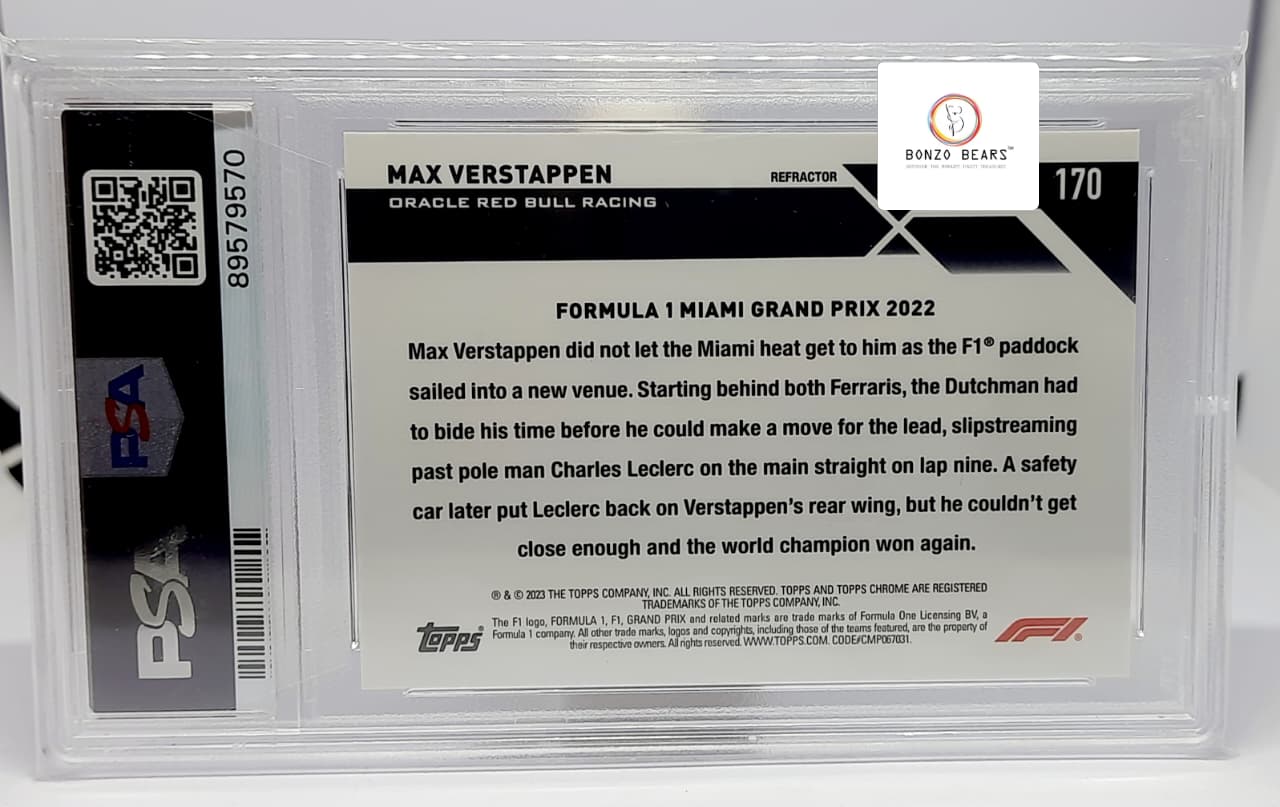 BONZO BEARS™
MAX VERSTAPPEN
REFRACTOR
170
ORACLE RED BULL RACING
FORMULA 1 MIAMI GRAND PRIX 2022
Max Verstappen did not let the Miami heat get to him as the F1® paddock
sailed into a new venue. Starting behind both Ferraris, the Dutchman had
to bide his time before he could make a move for the lead, slipstreaming
past pole man Charles Leclerc on the main straight on lap nine. A safety
car later put Leclerc back on Verstappen's rear wing, but he couldn't get
close enough and the world champion won again.
® & © 2023 THE TOPPS COMPANY, INC. ALL RIGHTS RESERVED. TOPPS AND TOPPS CHROME ARE REGISTERED
TRADEMARKS OF THE TOPPS COMPANY, INC.
The F1 logo, FORMULA 1, F1, GRAND PRIX and related marks are trade marks of Formula One Licensing BV, a
Formula 1 company. All other trade marks, logos and copyrights, including those of the teams featured, are the property of
their respective owners. All rights reserved. WWW.TOPPS.COM. CODE#CMP067031.
Topps
F1®
89579570
PSA
PSA